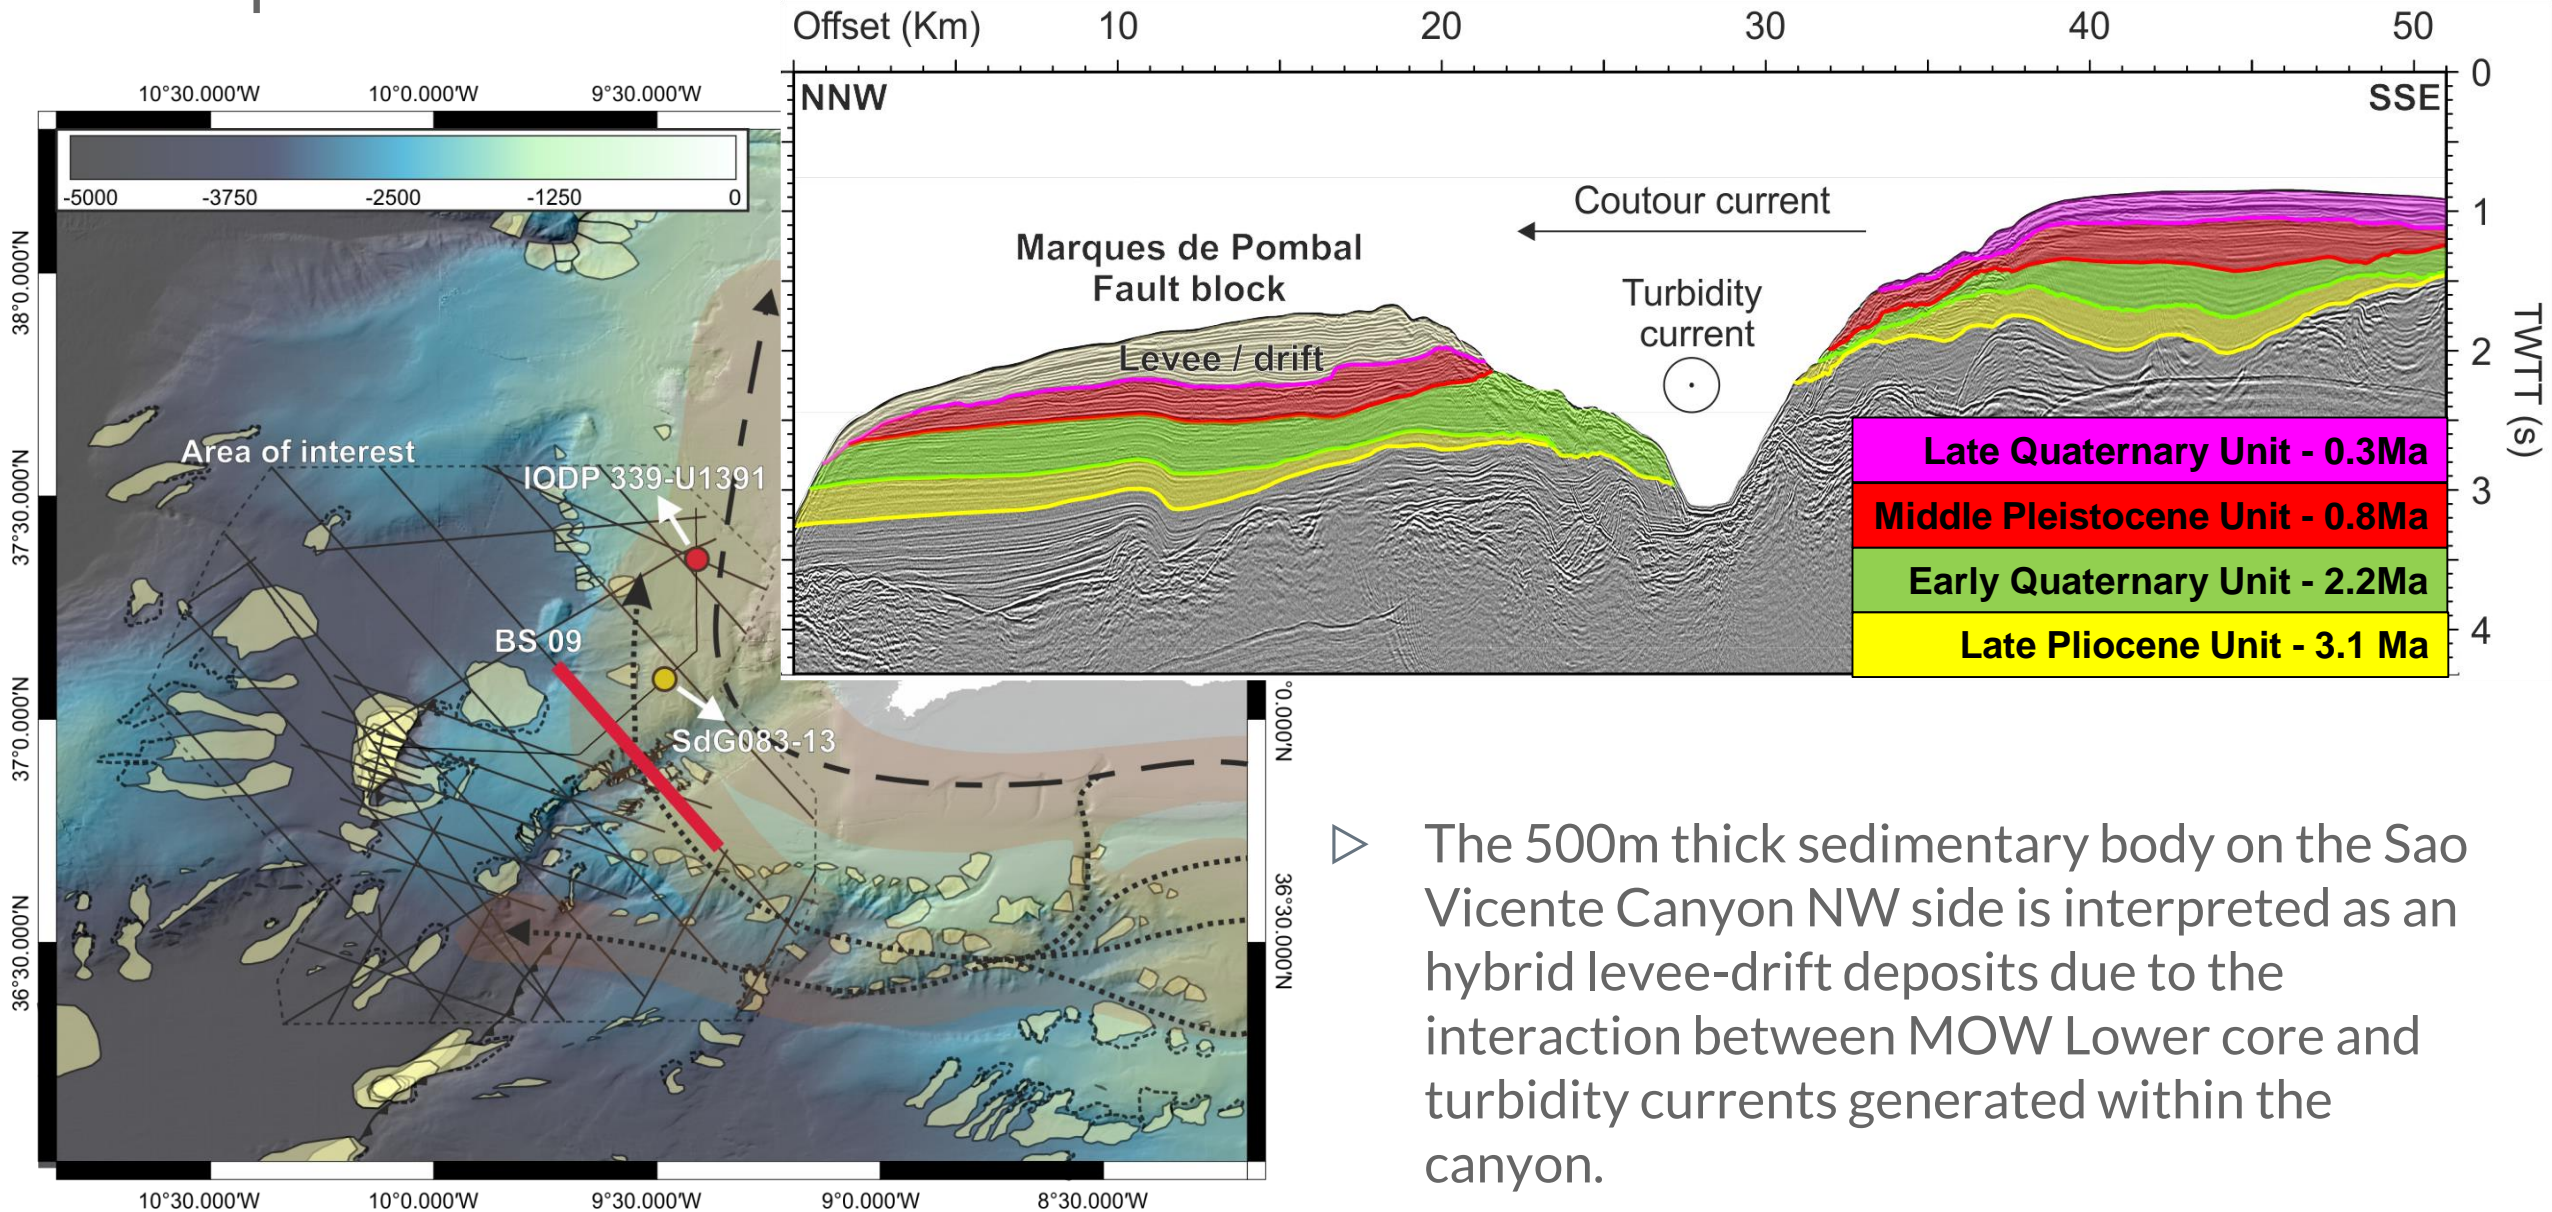 Offset (Km) 10 20 30 40 50
NNW
SSE
0
1
2
3
4
TWTT (s)
Coutour current
Marques de Pombal
Fault block
Turbidity
current
Levee / drift
Late Quaternary Unit - 0.3Ma
Middle Pleistocene Unit - 0.8Ma
Early Quaternary Unit - 2.2Ma
Late Pliocene Unit - 3.1 Ma
10°30.000'W 10°0.000'W 9°30.000'W
-5000 -3750 -2500 -1250 0
38°0.000'N
37°30.000'N
37°0.000'N
36°30.000'N
Area of interest
IODP 339-U1391
BS 09
SdG083-13
°0.000'N
36°30.000'N
10°30.000'W 10°0.000'W 9°30.000'W 9°0.000'W 8°30.000'W
The 500m thick sedimentary body on the Sao
Vicente Canyon NW side is interpreted as an
hybrid levee-drift deposits due to the
interaction between MOW Lower core and
turbidity currents generated within the
canyon.